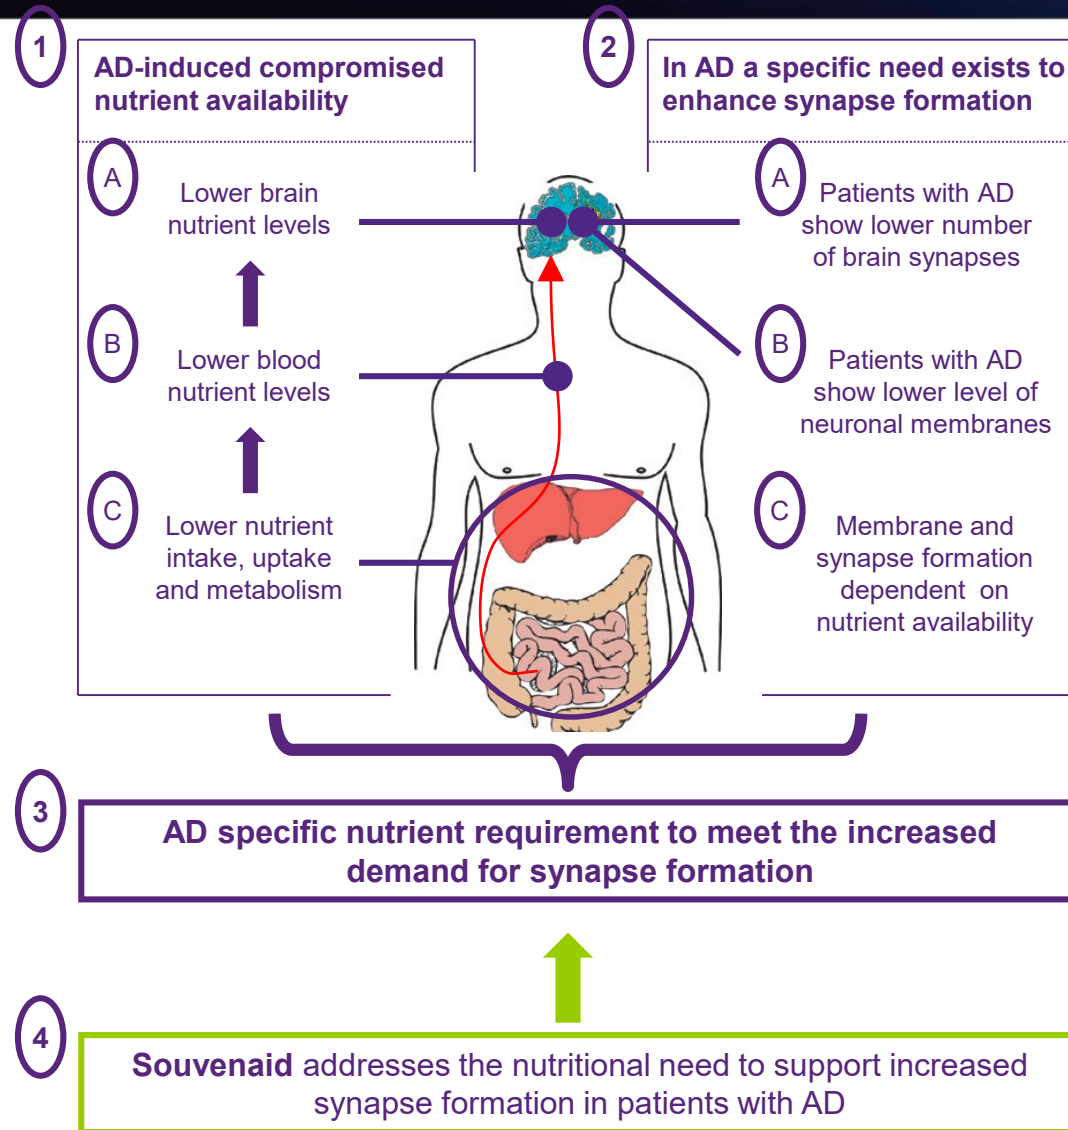 1
AD-induced compromised
nutrient availability
A
Lower brain
nutrient levels
B
Lower blood
nutrient levels
C
Lower nutrient
intake, uptake
and metabolism
2
In AD a specific need exists to
enhance synapse formation
A
Patients with AD
show lower number
of brain synapses
B
Patients with AD
show lower level of
neuronal membranes
C
Membrane and
synapse formation
dependent on
nutrient availability
3
AD specific nutrient requirement to meet the increased
demand for synapse formation
4
Souvenaid addresses the nutritional need to support increased
synapse formation in patients with AD